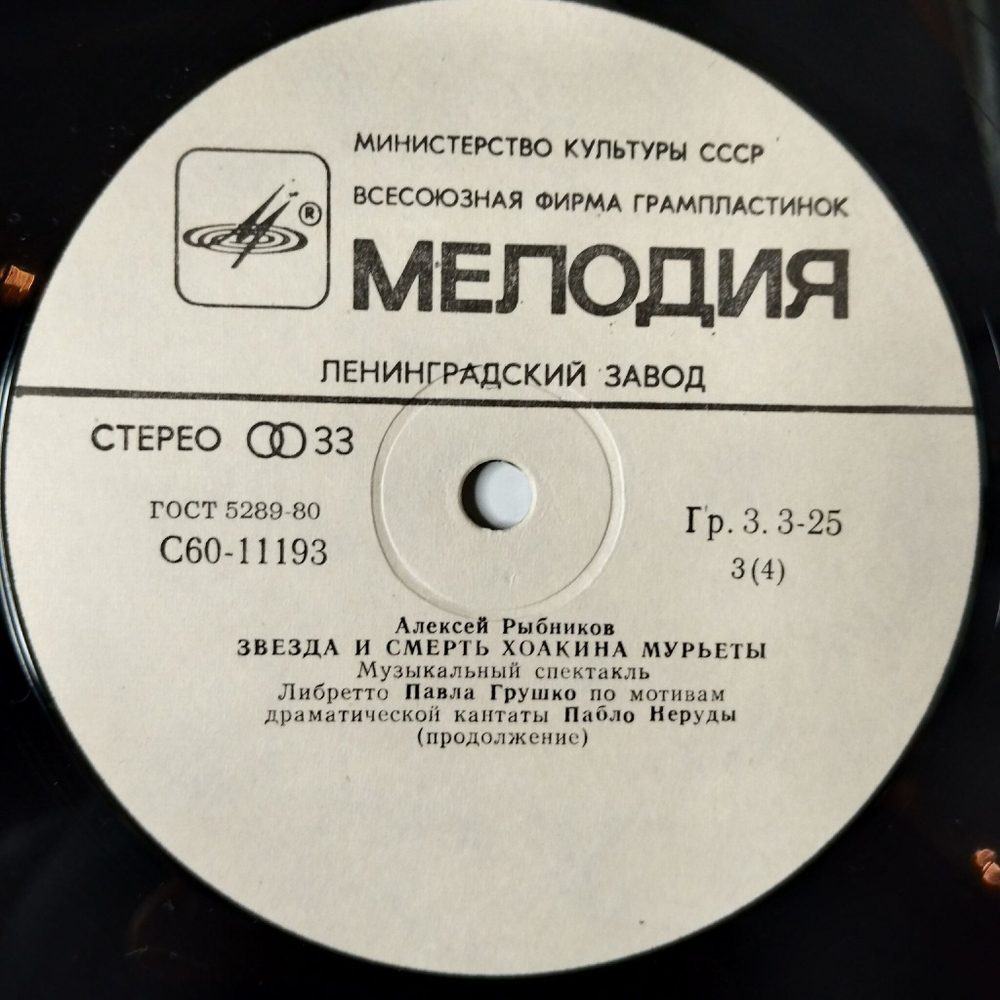 МИНИСТЕРСТВО КУЛЬТУРЫ СССР
ВСЕСОЮЗНАЯ ФИРМА ГРАМПЛАСТИНОК
®
МЕЛОДИЯ
ЛЕНИНГРАДСКИЙ ЗАВОД
СТЕРЕО 33
ГОСТ 5289-80
С60-11193
Гр. 3. 3-25
3(4)
Алексей Рыбников
ЗВЕЗДА И СМЕРТЬ ХОАКИНА МУРЬЕТЫ
Музыкальный спектакль
Либретто Павла Грушко по мотивам
драматической кантаты Пабло Неруды
(продолжение)